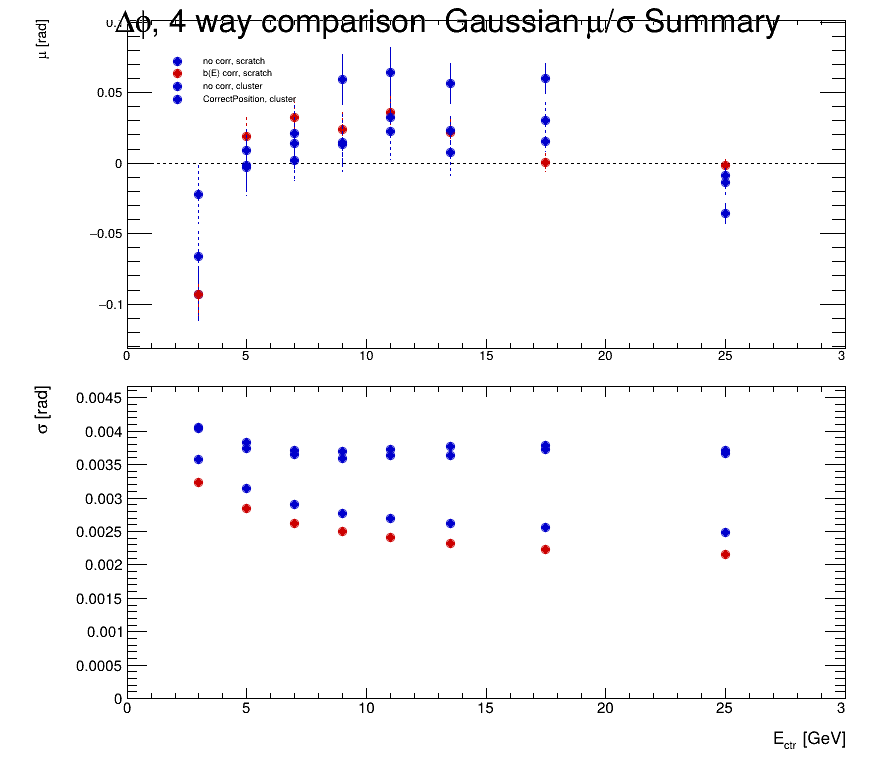 Δϕ, 4 way comparison Gaussian μ/σ Summary
μ [rad]
no corr, scratch
b(E) corr, scratch
no corr, cluster
CorrectPosition, cluster
0.05
0
−0.05
−0.1
0 5 10 15 20 25 3
σ [rad]
0.0045
0.004
0.0035
0.003
0.0025
0.002
0.0015
0.001
0.0005
0
0 5 10 15 20 25 3
E_ctr [GeV]